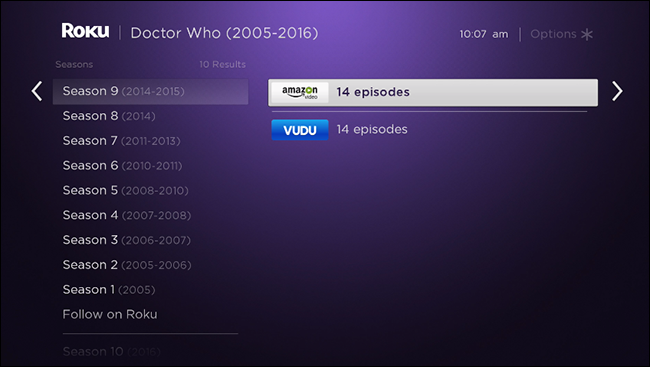 Roku Doctor Who (2005-2016) 10:07 am Options
Seasons 10 Results
Season 9 (2014-2015)
amazon video 14 episodes
Season 8 (2014)
VUDU 14 episodes
Season 7 (2011-2013)
Season 6 (2010-2011)
Season 5 (2008-2010)
Season 4 (2007-2008)
Season 3 (2006-2007)
Season 2 (2005-2006)
Season 1 (2005)
Follow on Roku
Season 10 (2016)